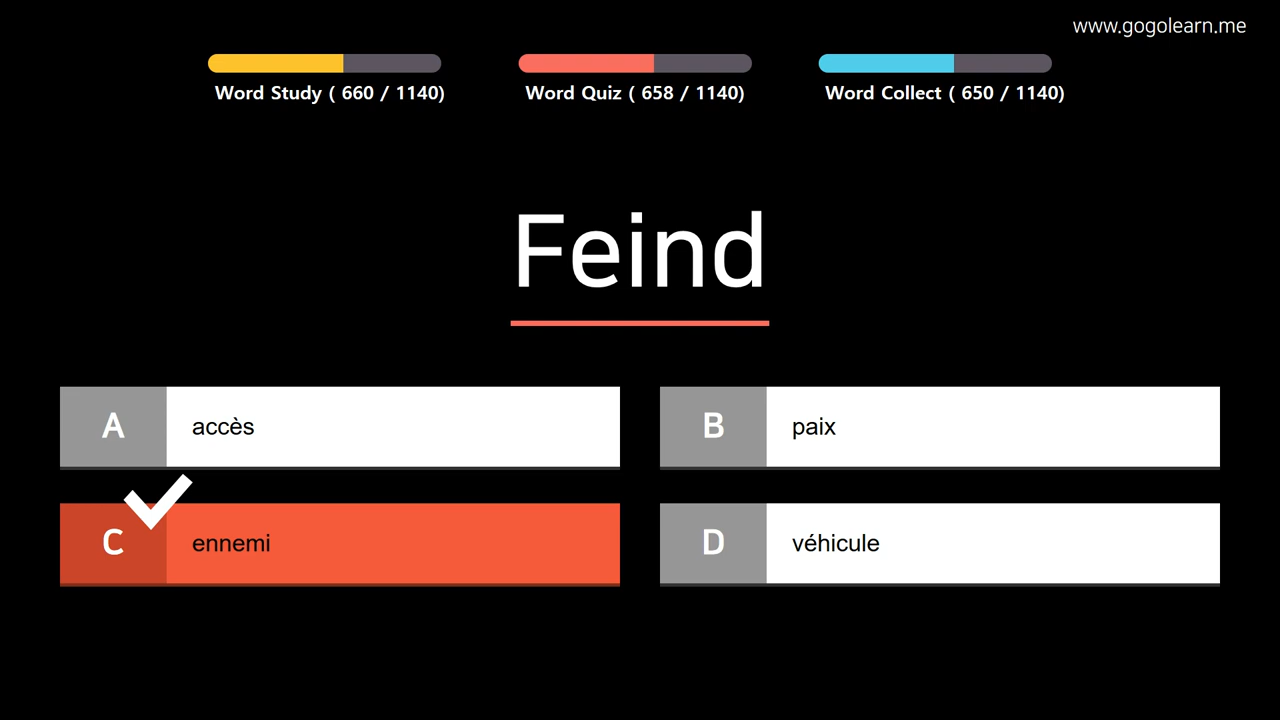 www.gogolearn.me
Word Study ( 660 / 1140)
Word Quiz ( 658 / 1140)
Word Collect ( 650 / 1140)
Feind
A
accès
B
paix
C
ennemi
D
véhicule